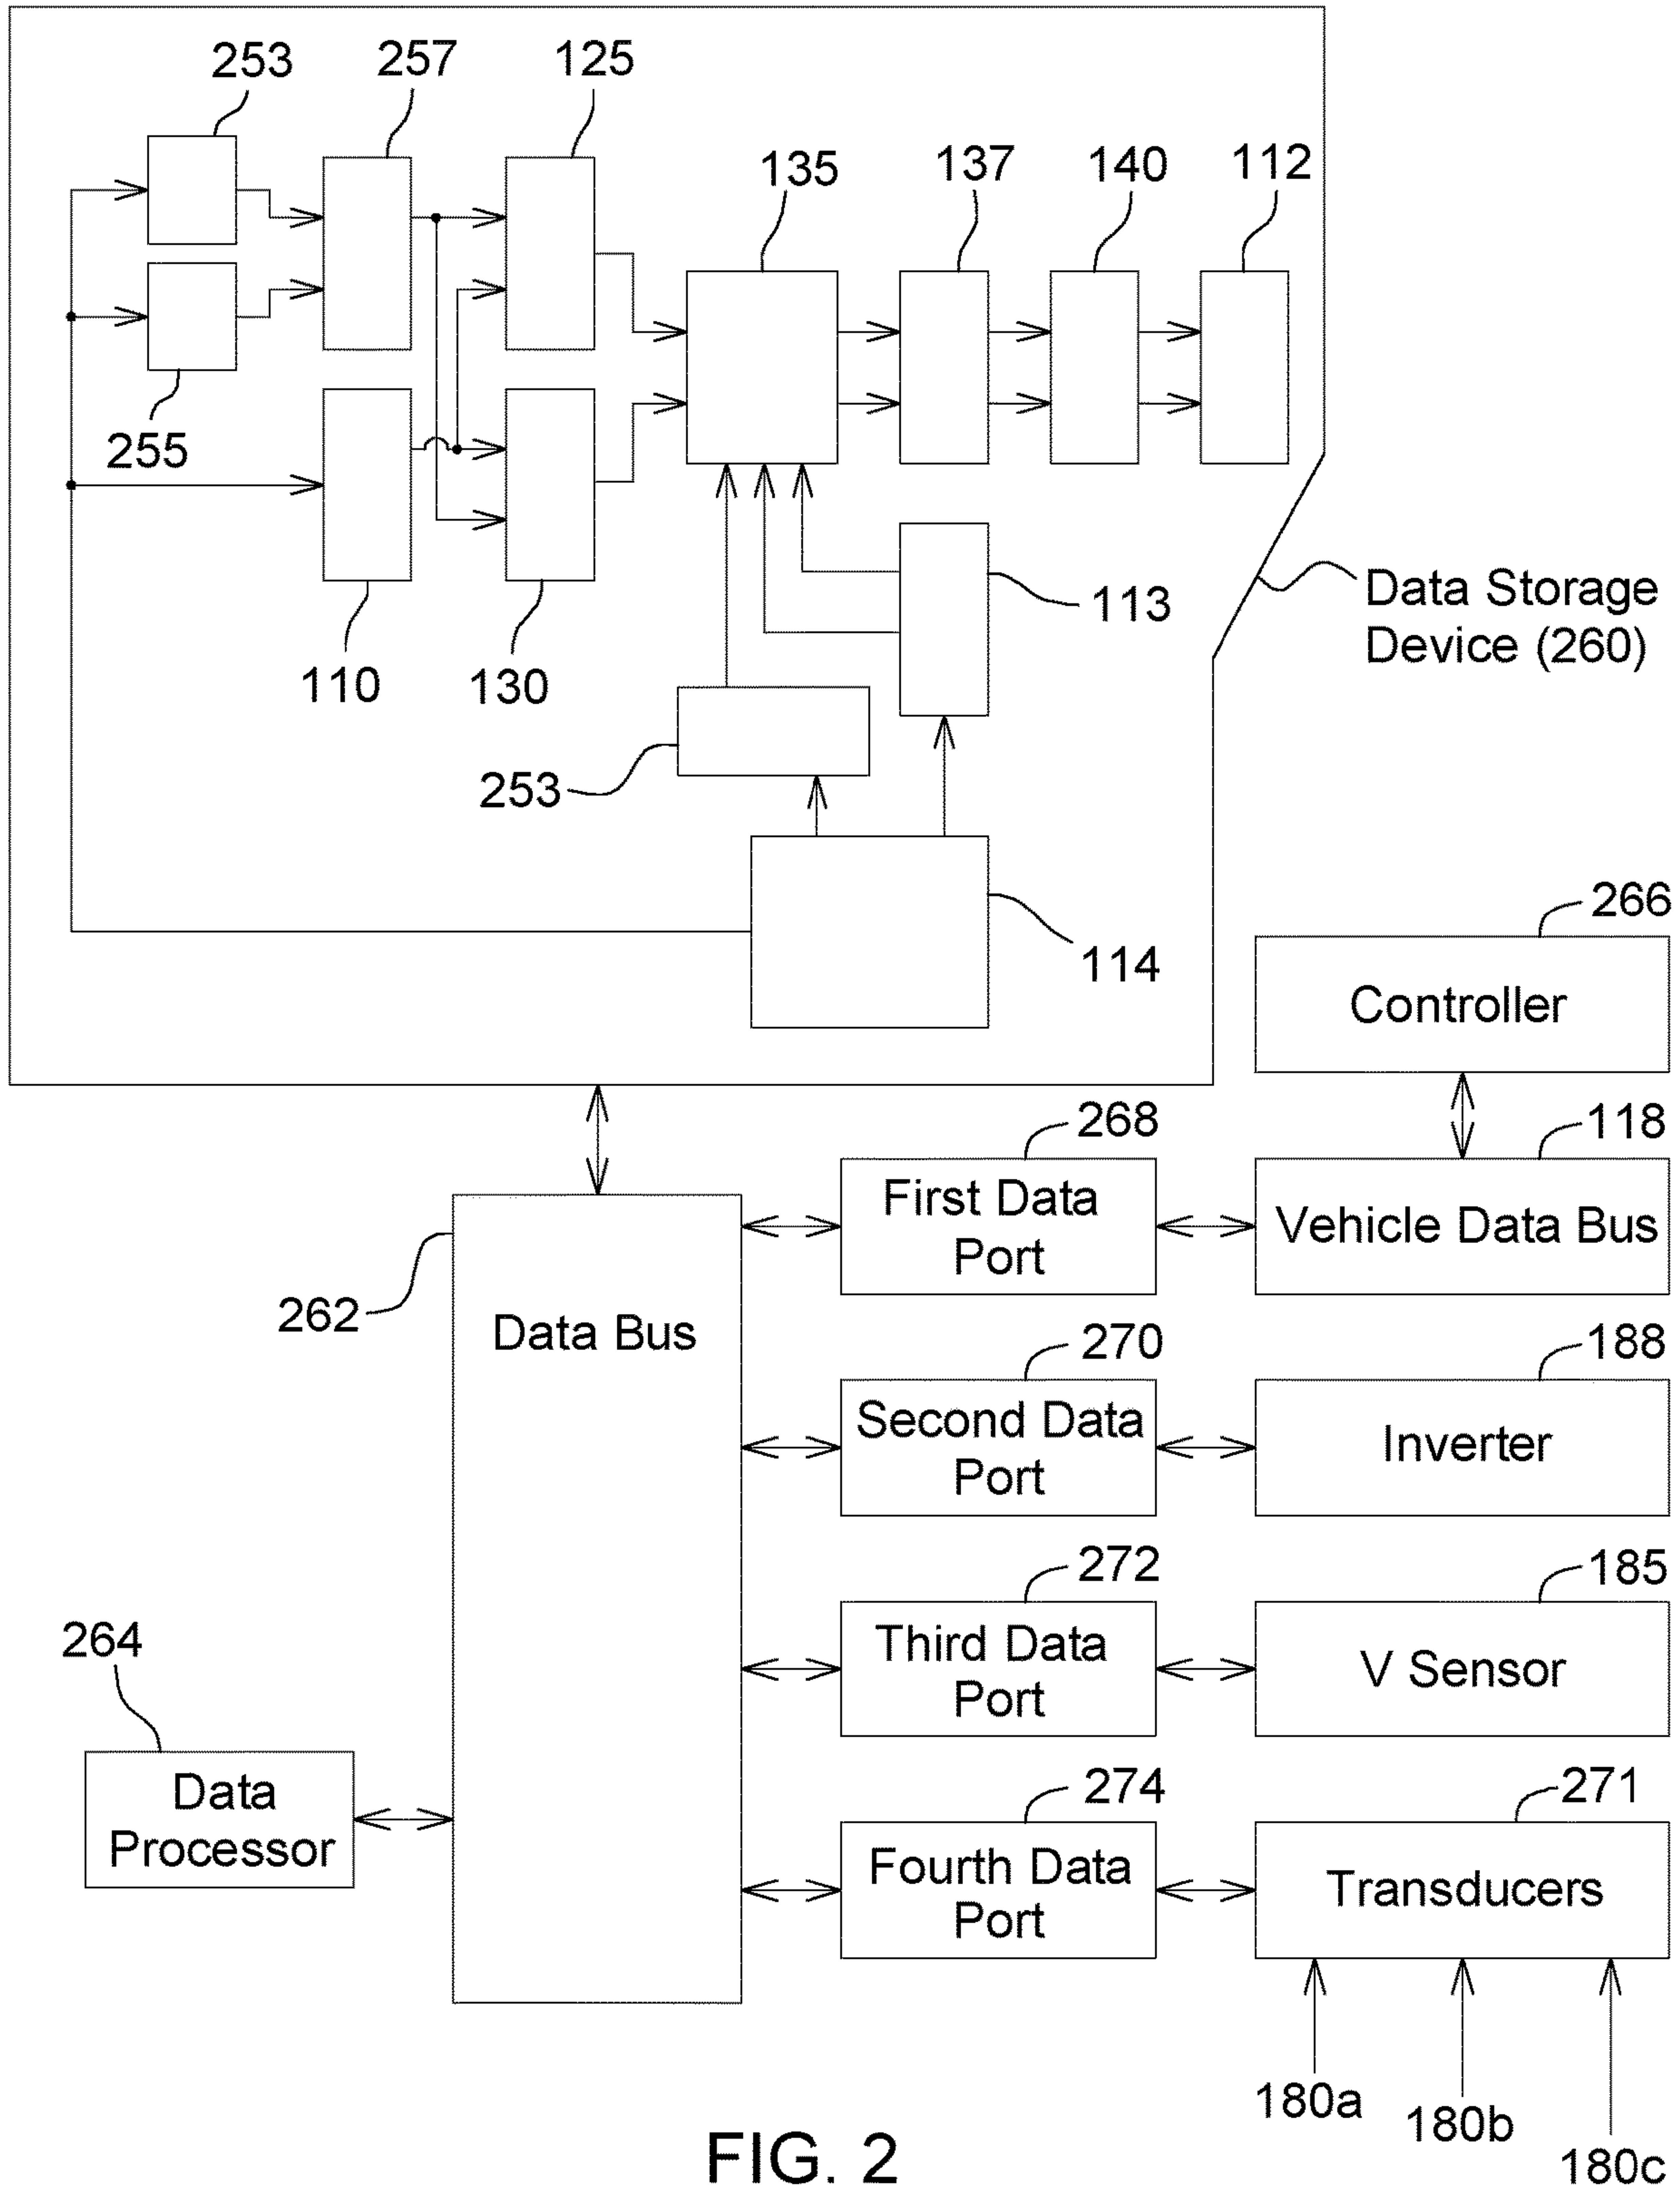 253
257
125
135
137
140
112
255
110
130
113
Data Storage
Device (260)
253
114
266
Controller
268
118
First Data
Port
Vehicle Data Bus
262
Data Bus
270
188
Second Data
Port
Inverter
272
185
Third Data
Port
V Sensor
264
Data
Processor
274
271
Fourth Data
Port
Transducers
180a
180b
180c
FIG. 2